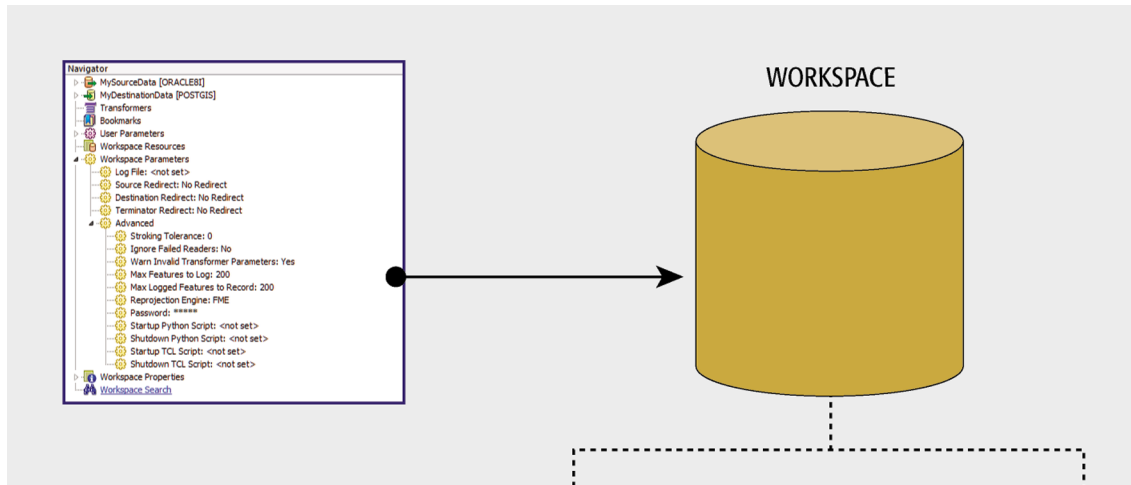 Navigator
MySourceData [ORACLE8I]
MyDestinationData [POSTGIS]
Transformers
Bookmarks
User Parameters
Workspace Resources
Workspace Parameters
Log File: <not set>
Source Redirect: No Redirect
Destination Redirect: No Redirect
Terminator Redirect: No Redirect
Advanced
Stroking Tolerance: 0
Ignore Failed Readers: No
Warn Invalid Transformer Parameters: Yes
Max Features to Log: 200
Max Logged Features to Record: 200
Reprojection Engine: FME
Password: *****
Startup Python Script: <not set>
Shutdown Python Script: <not set>
Startup TCL Script: <not set>
Shutdown TCL Script: <not set>
Workspace Properties
Workspace Search
WORKSPACE